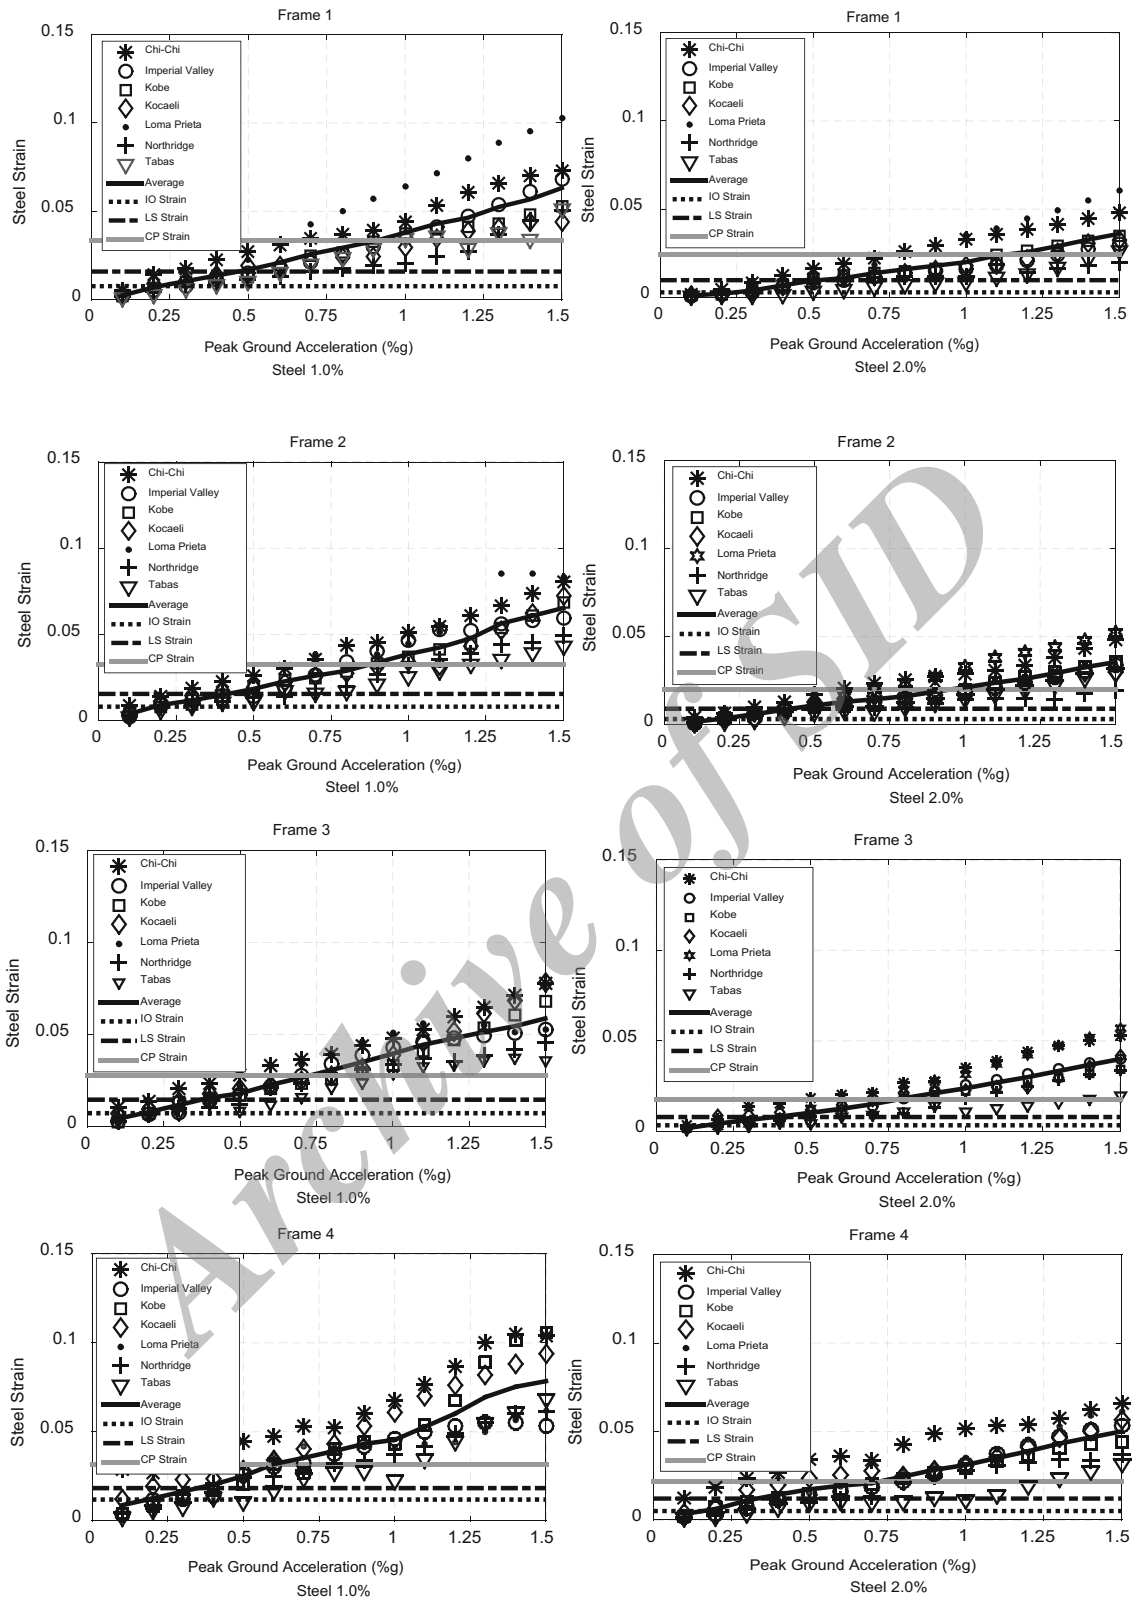 Frame 1
0.15
Chi-Chi
Imperial Valley
Kobe
Kocaeli
Loma Prieta
Northridge
Tabas
Average
IO Strain
LS Strain
CP Strain
0.1
0.05
0
Steel Strain
0 0.25 0.5 0.75 1 1.25 1.5
Peak Ground Acceleration (%g)
Steel 1.0%
Frame 1
0.15
Chi-Chi
Imperial Valley
Kobe
Kocaeli
Loma Prieta
Northridge
Tabas
Average
IO Strain
LS Strain
CP Strain
0.1
0.05
0
Steel Strain
0 0.25 0.5 0.75 1 1.25 1.5
Peak Ground Acceleration (%g)
Steel 2.0%
Frame 2
0.15
Chi-Chi
Imperial Valley
Kobe
Kocaeli
Loma Prieta
Northridge
Tabas
Average
IO Strain
LS Strain
CP Strain
0.1
0.05
0
Steel Strain
0 0.25 0.5 0.75 1 1.25 1.5
Peak Ground Acceleration (%g)
Steel 1.0%
Frame 2
0.15
Chi-Chi
Imperial Valley
Kobe
Kocaeli
Loma Prieta
Northridge
Tabas
Average
IO Strain
LS Strain
CP Strain
0.1
0.05
0
Steel Strain
0 0.25 0.5 0.75 1 1.25 1.5
Peak Ground Acceleration (%g)
Steel 2.0%
Frame 3
0.15
Chi-Chi
Imperial Valley
Kobe
Kocaeli
Loma Prieta
Northridge
Tabas
Average
IO Strain
LS Strain
CP Strain
0.1
0.05
0
Steel Strain
0 0.25 0.5 0.75 1 1.25 1.5
Peak Ground Acceleration (%g)
Steel 1.0%
Frame 3
0.15
Chi-Chi
Imperial Valley
Kobe
Kocaeli
Loma Prieta
Northridge
Tabas
Average
IO Strain
LS Strain
CP Strain
0.1
0.05
0
Steel Strain
0 0.25 0.5 0.75 1 1.25 1.5
Peak Ground Acceleration (%g)
Steel 2.0%
Frame 4
0.15
Chi-Chi
Imperial Valley
Kobe
Kocaeli
Loma Prieta
Northridge
Tabas
Average
IO Strain
LS Strain
CP Strain
0.1
0.05
0
Steel Strain
0 0.25 0.5 0.75 1 1.25 1.5
Peak Ground Acceleration (%g)
Steel 1.0%
Frame 4
0.15
Chi-Chi
Imperial Valley
Kobe
Kocaeli
Loma Prieta
Northridge
Tabas
Average
IO Strain
LS Strain
CP Strain
0.1
0.05
0
Steel Strain
0 0.25 0.5 0.75 1 1.25 1.5
Peak Ground Acceleration (%g)
Steel 2.0%
Archive of SID